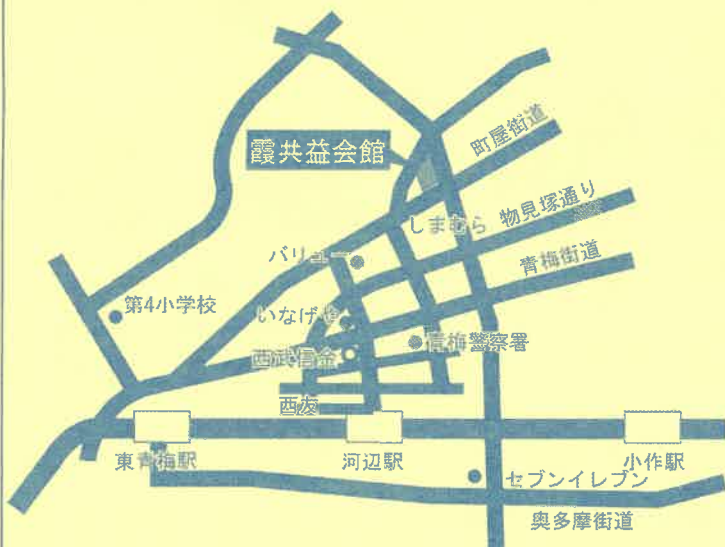 霞共益会館
町屋街道
しまむら
物見塚通り
バリュー
青梅街道
第4小学校
いなげや
青梅警察署
西武信金
西友
東青梅駅
河辺駅
小作駅
セブンイレブン
奥多摩街道